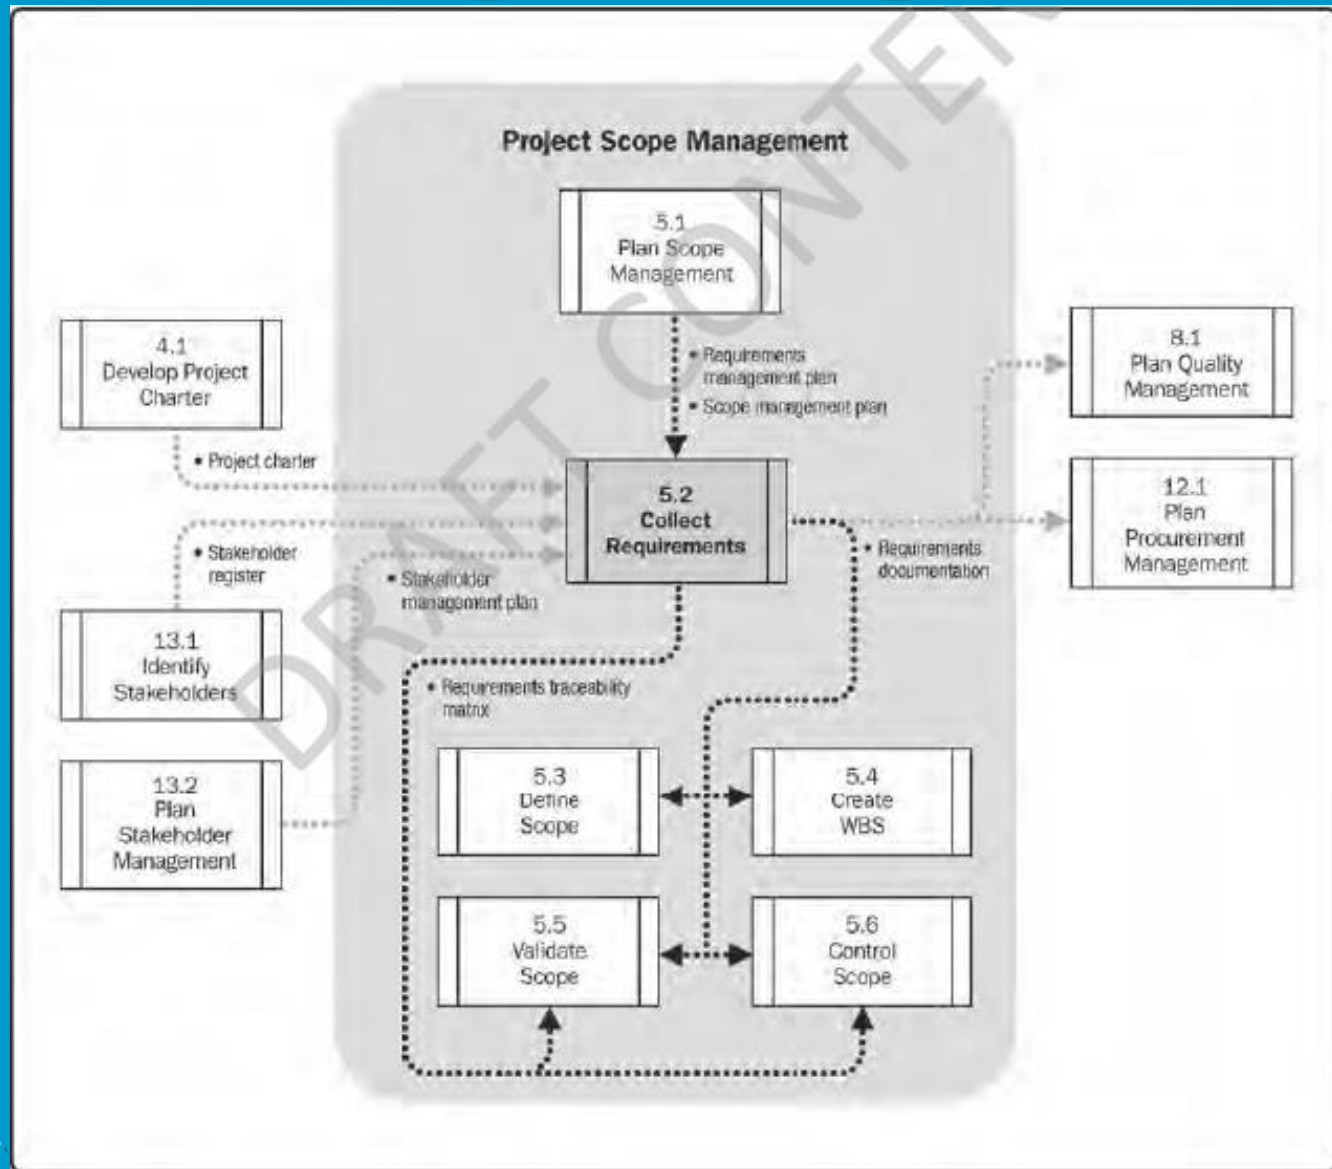 DRAFT CONTEN
Project Scope Management
5.1
Plan Scope
Management
4.1
Develop Project
Charter
8.1
Plan Quality
Management
• Requirements
management plan
• Scope management plan
• Project charter
5.2
Collect
Requirements
12.1
Plan
Procurement
Management
• Stakeholder
register
• Stakeholder
management plan
• Requirements
documentation
13.1
Identify
Stakeholders
• Requirements traceability
matrix
13.2
Plan
Stakeholder
Management
5.3
Define
Scope
5.4
Create
WBS
5.5
Validate
Scope
5.6
Control
Scope